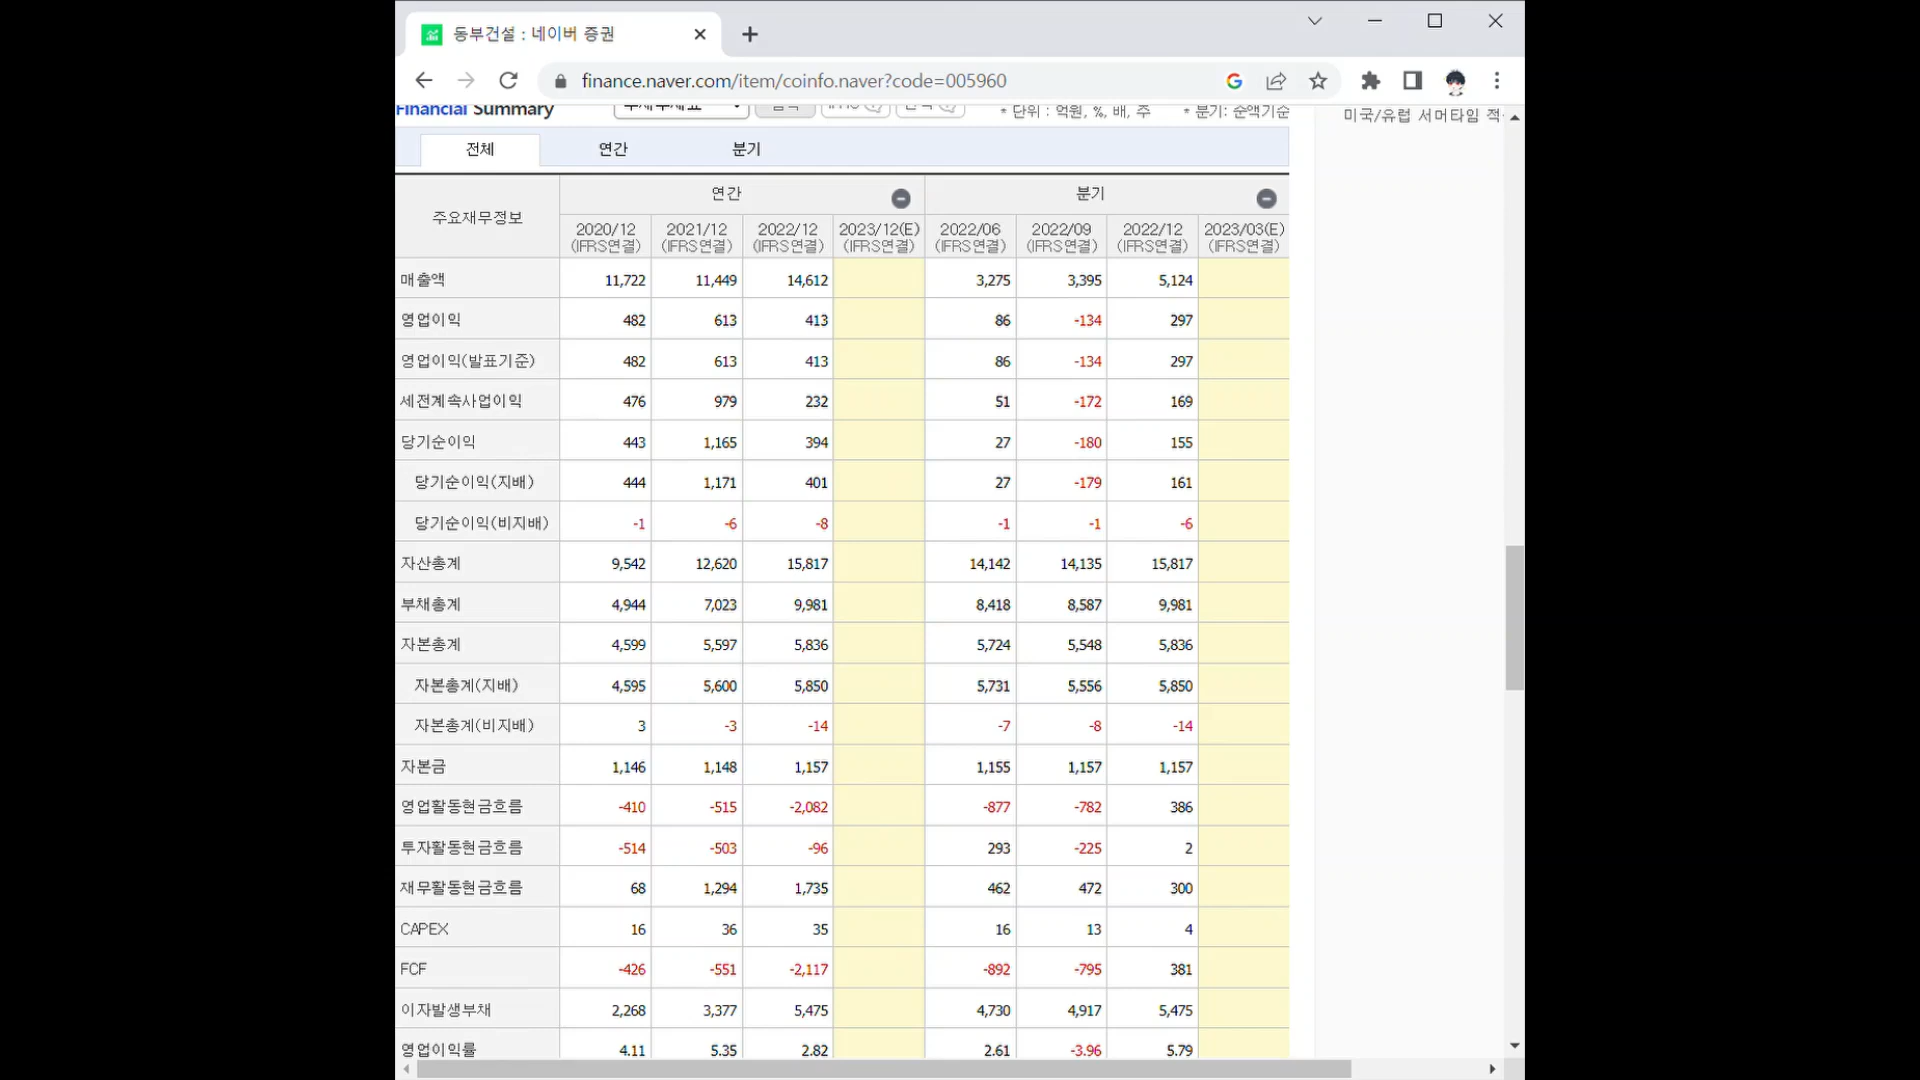 동부건설 : 네이버 증권
finance.naver.com/item/coinfo.naver?code=005960
Financial Summary * 단위 : 억원, %, 배, 주 * 분기: 순액기준
미국/유럽 서머타임 적
전체 연간 분기
주요재무정보 연간 분기
2020/12 2021/12 2022/12 2023/12(E) 2022/06 2022/09 2022/12 2023/03(E)
(IFRS연결) (IFRS연결) (IFRS연결) (IFRS연결) (IFRS연결) (IFRS연결) (IFRS연결) (IFRS연결)
매출액 11,722 11,449 14,612 3,275 3,395 5,124
영업이익 482 613 413 86 -134 297
영업이익(발표기준) 482 613 413 86 -134 297
세전계속사업이익 476 979 232 51 -172 169
당기순이익 443 1,165 394 27 -180 155
당기순이익(지배) 444 1,171 401 27 -179 161
당기순이익(비지배) -1 -6 -8 -1 -1 -6
자산총계 9,542 12,620 15,817 14,142 14,135 15,817
부채총계 4,944 7,023 9,981 8,418 8,587 9,981
자본총계 4,599 5,597 5,836 5,724 5,548 5,836
자본총계(지배) 4,595 5,600 5,850 5,731 5,556 5,850
자본총계(비지배) 3 -3 -14 -7 -8 -14
자본금 1,146 1,148 1,157 1,155 1,157 1,157
영업활동현금흐름 -410 -515 -2,082 -877 -782 386
투자활동현금흐름 -514 -503 -96 293 -225 2
재무활동현금흐름 68 1,294 1,735 462 472 300
CAPEX 16 36 35 16 13 4
FCF -426 -551 -2,117 -892 -795 381
이자발생부채 2,268 3,377 5,475 4,730 4,917 5,475
영업이익률 4.11 5.35 2.82 2.61 -3.96 5.79